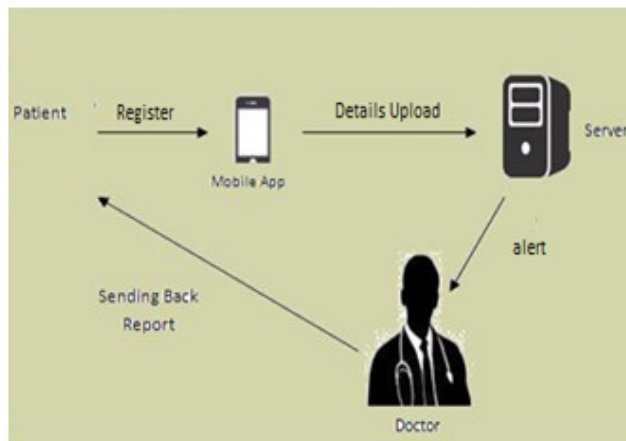 Patient
Register
Mobile App
Details Upload
Server
alert
Sending Back
Report
Doctor